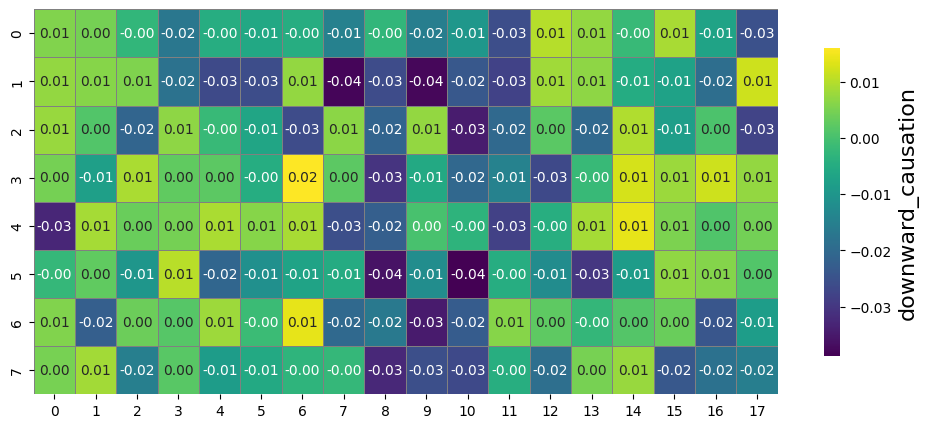 0 0.01 0.00 -0.00 -0.02 -0.00 -0.01 -0.00 -0.01 -0.00 -0.02 -0.01 -0.03 0.01 0.01 -0.00 0.01 -0.01 -0.03
1 0.01 0.01 0.01 -0.02 -0.03 -0.03 0.01 -0.04 -0.03 -0.04 -0.02 -0.03 0.01 0.01 -0.01 -0.01 -0.02 0.01
2 0.01 0.00 -0.02 0.01 -0.00 -0.01 -0.03 0.01 -0.02 0.01 -0.03 -0.02 0.00 -0.02 0.01 -0.01 0.00 -0.03
3 0.00 -0.01 0.01 0.00 0.00 -0.00 0.02 0.00 -0.03 -0.01 -0.02 -0.01 -0.03 -0.00 0.01 0.01 0.01 0.01
4 -0.03 0.01 0.00 0.00 0.01 0.01 0.01 -0.03 -0.02 0.00 -0.00 -0.03 -0.00 0.01 0.01 0.01 0.00 0.00
5 -0.00 0.00 -0.01 0.01 -0.02 -0.01 -0.01 -0.01 -0.04 -0.01 -0.04 -0.00 -0.01 -0.03 -0.01 0.01 0.01 0.00
6 0.01 -0.02 0.00 0.00 0.01 -0.00 0.01 -0.02 -0.02 -0.03 -0.02 0.01 0.00 -0.00 0.00 0.00 -0.02 -0.01
7 0.00 0.01 -0.02 0.00 -0.01 -0.01 -0.00 -0.00 -0.03 -0.03 -0.03 -0.00 -0.02 0.00 0.01 -0.02 -0.02 -0.02
0 1 2 3 4 5 6 7 8 9 10 11 12 13 14 15 16 17
0.01
0.00
−0.01
−0.02
−0.03
downward_causation